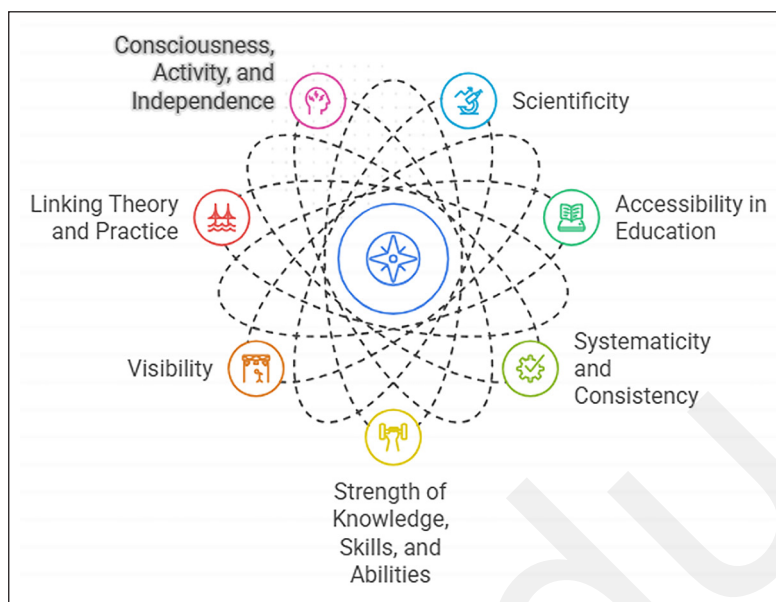 Consciousness,
Activity, and
Independence
Scientificity
Linking Theory
and Practice
Accessibility in
Education
Visibility
Systematicity
and
Consistency
Strength of
Knowledge,
Skills, and
Abilities
du